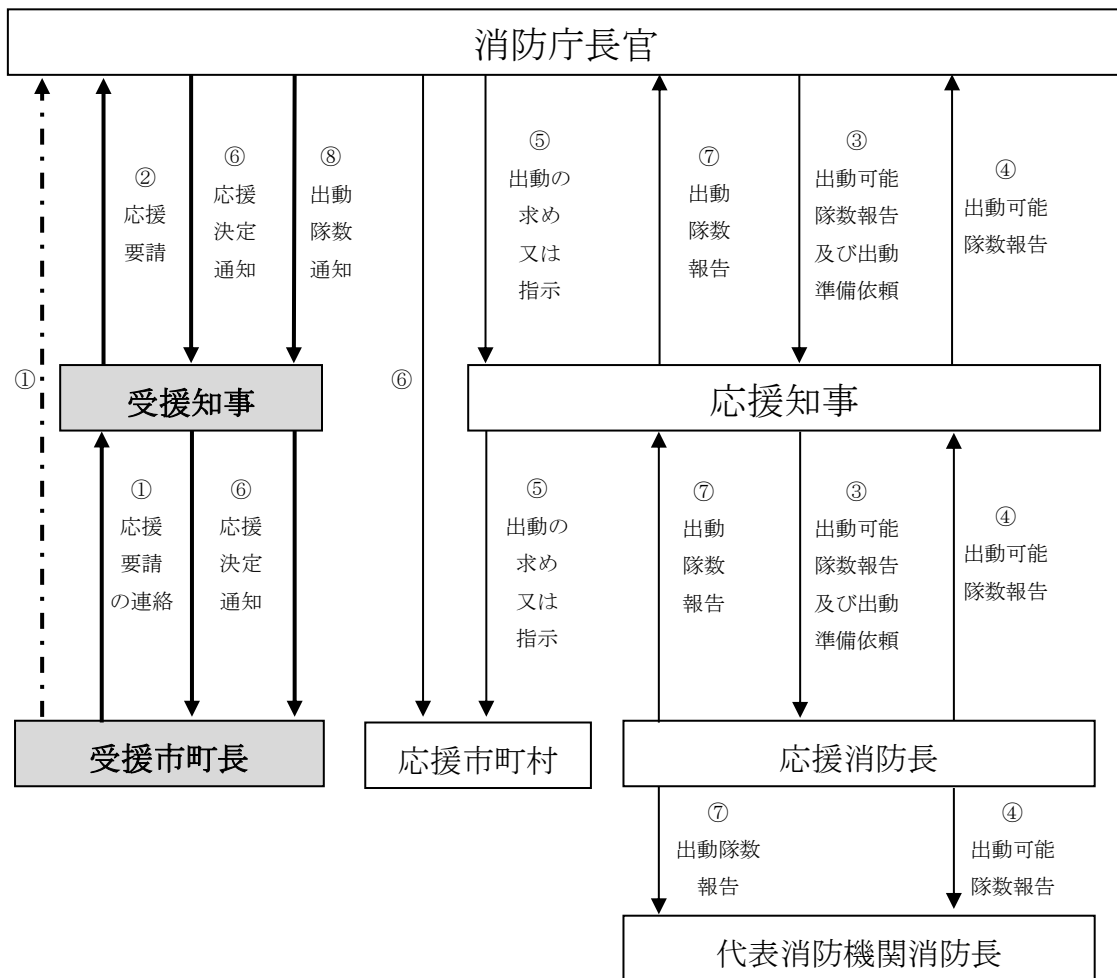 消防庁長官
②
応援
要請
⑥
応援
決定
通知
⑧
出動
隊数
通知
⑤
出動の
求め
又は
指示
⑦
出動
隊数
報告
③
出動可能
隊数報告
及び出動
準備依頼
④
出動可能
隊数報告
①
⑥
受援知事
応援知事
①
応援
要請
の連絡
⑥
応援
決定
通知
⑤
出動の
求め
又は
指示
⑦
出動
隊数
報告
③
出動可能
隊数報告
及び出動
準備依頼
④
出動可能
隊数報告
受援市町長
応援市町村
応援消防長
⑦
出動隊数
報告
④
出動可能
隊数報告
代表消防機関消防長